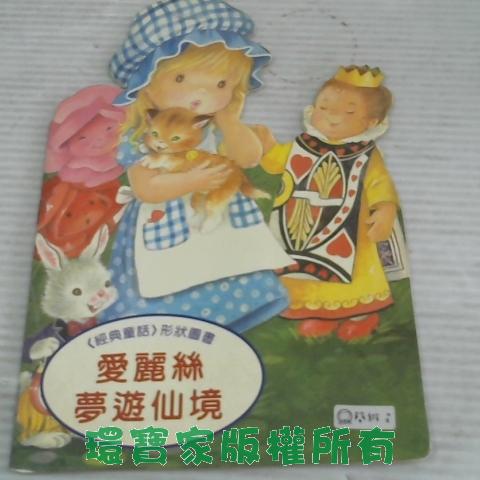 《經典童話》形狀圖書
愛麗絲
夢遊仙境
環寶家版權所有